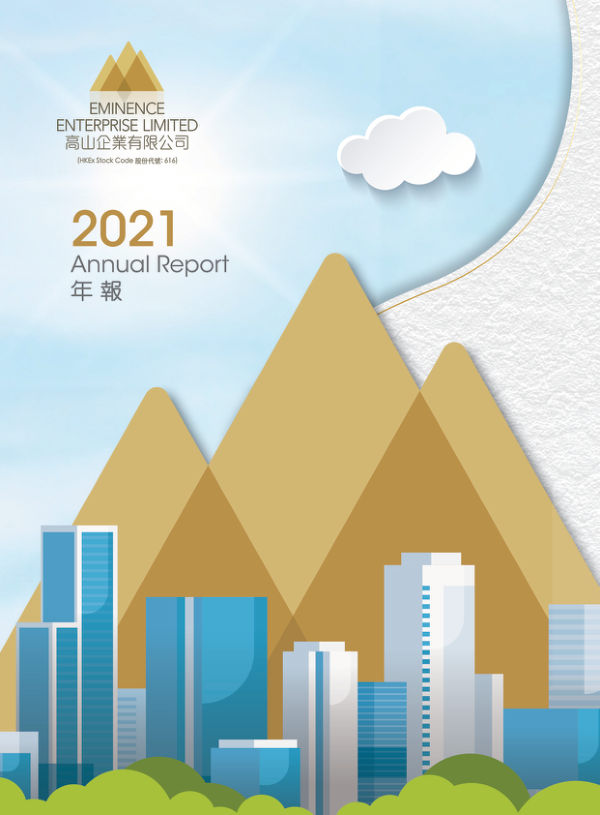 EMINENCE
ENTERPRISE LIMITED
高山企業有限公司
(HKEx Stock Code 股份代號: 616)
2021
Annual Report
年報